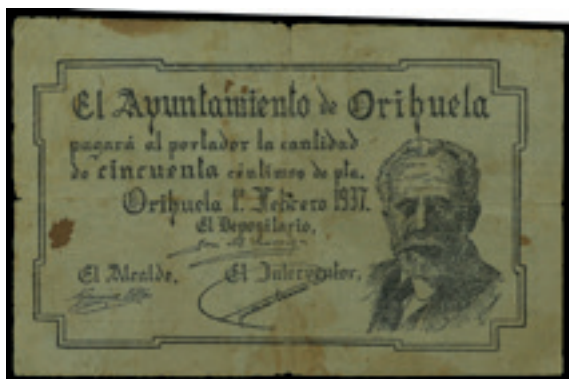 El Ayuntamiento de Orihuela
pagará al portador la cantidad
de cincuenta céntimos de pta.
Orihuela 1º. Febrero 1937.
El Depositario,
El Alcalde. El Interventor,